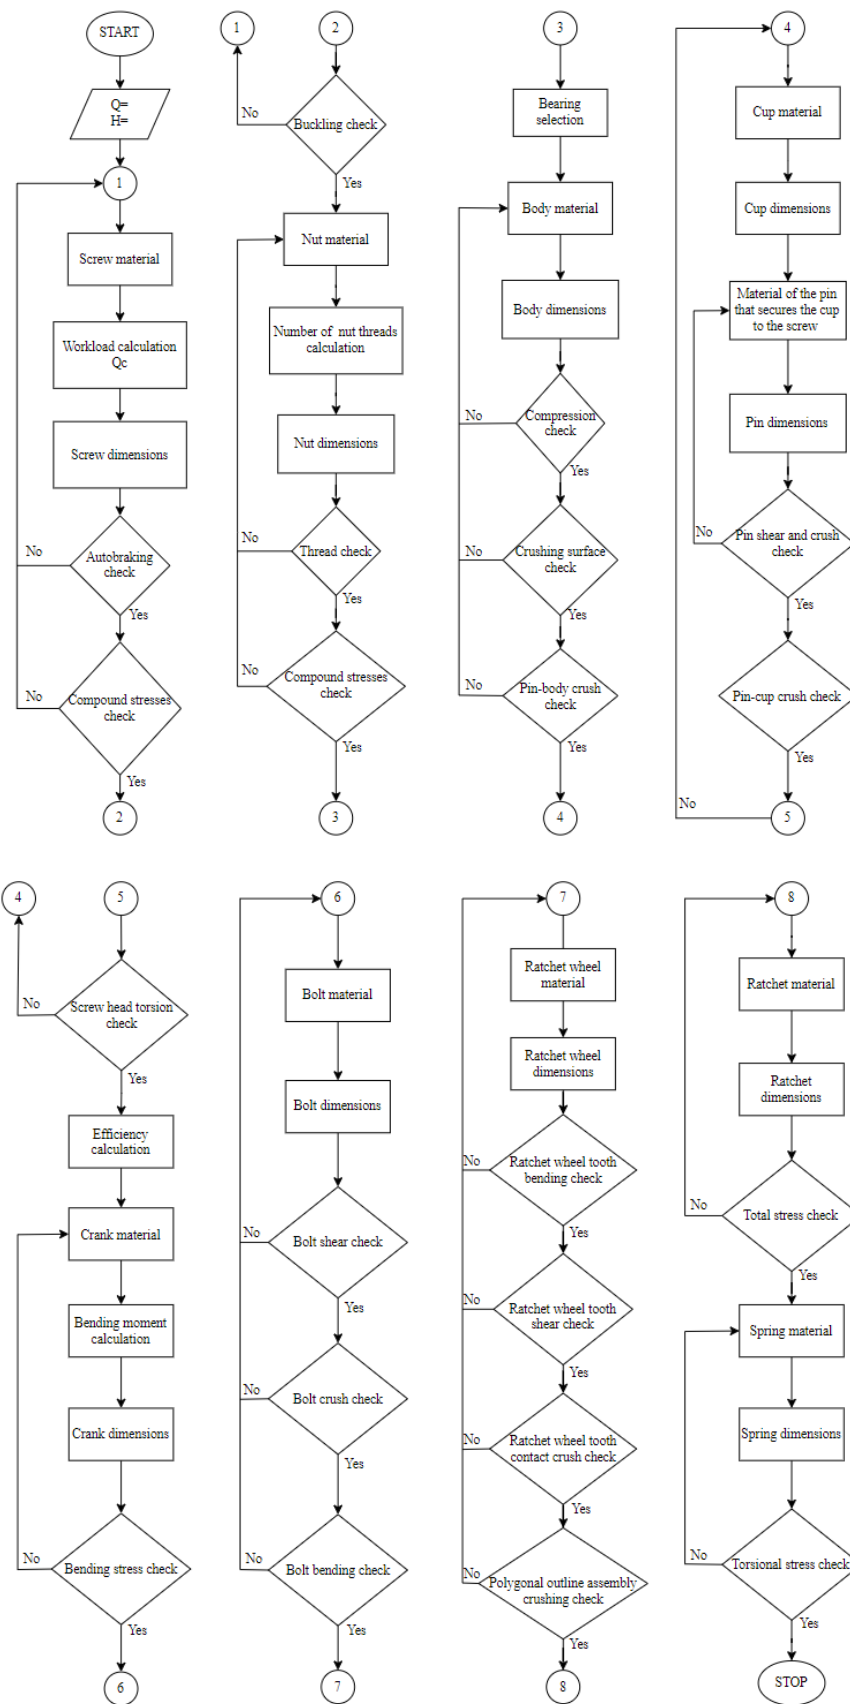 START
Q=
H=
1
Screw material
Workload calculation
Qc
Screw dimensions
Autobraking
check
No
Yes
Compound stresses
check
No
Yes
2
1
2
Buckling check
No
Yes
Nut material
Number of nut threads
calculation
Nut dimensions
Thread check
No
Yes
Compound stresses
check
No
Yes
3
3
Bearing
selection
Body material
Body dimensions
Compression
check
No
Yes
Crushing surface
check
No
Yes
Pin-body crush
check
No
Yes
4
4
Cup material
Cup dimensions
Material of the pin
that secures the cup
to the screw
Pin dimensions
Pin shear and crush
check
No
Yes
Pin-cup crush check
Yes
No
5
4
5
Screw head torsion
check
No
Yes
Efficiency
calculation
Crank material
Bending moment
calculation
Crank dimensions
Bending stress check
No
Yes
6
6
Bolt material
Bolt dimensions
Bolt shear check
No
Yes
Bolt crush check
No
Yes
Bolt bending check
No
Yes
7
7
Ratchet wheel
material
Ratchet wheel
dimensions
Ratchet wheel tooth
bending check
No
Yes
Ratchet wheel tooth
shear check
No
Yes
Ratchet wheel tooth
contact crush check
No
Yes
Polygonal outline assembly
crushing check
No
Yes
8
8
Ratchet material
Ratchet
dimensions
Total stress check
No
Yes
Spring material
Spring dimensions
Torsional stress check
No
Yes
STOP